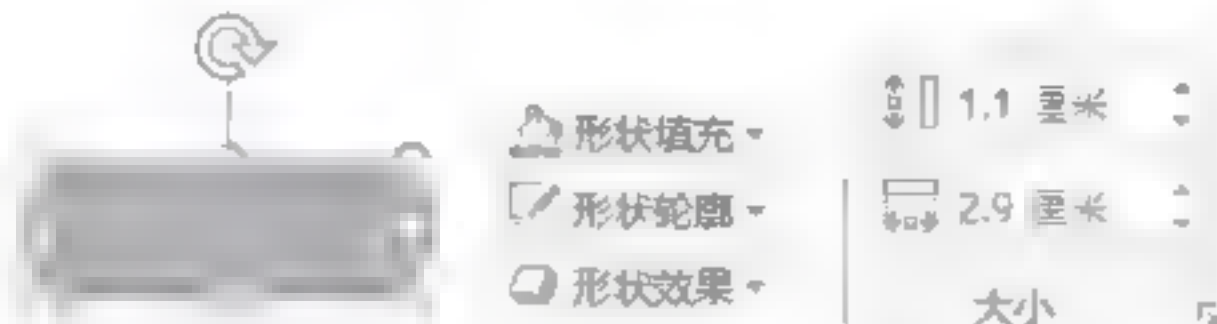 形状填充
形状轮廓
形状效果
1.1 厘米
2.9 厘米
大小